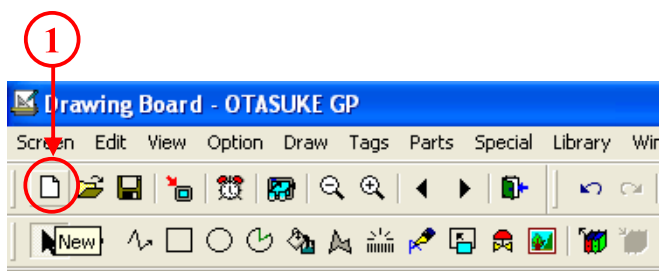 1
Drawing Board - OTASUKE GP
Screen Edit View Option Draw Tags Parts Special Library Win
New